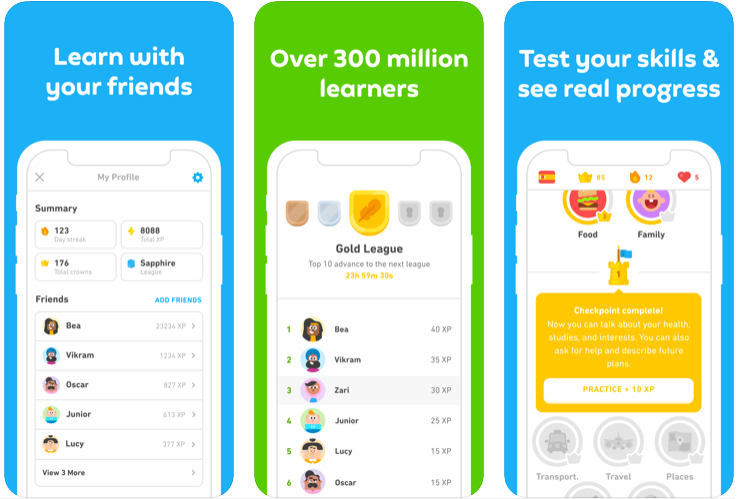 Learn with
your friends
My Profile
Summary
123
Day streak
8088
Total XP
176
Total crowns
Sapphire
League
Friends
ADD FRIENDS
Bea
23234 XP
Vikram
1234 XP
Oscar
827 XP
Junior
613 XP
Lucy
377 XP
View 3 More
Over 300 million
learners
Gold League
Top 10 advance to the next league
23h 59m 30s
1 Bea 40 XP
2 Vikram 35 XP
3 Zari 30 XP
4 Junior 25 XP
5 Lucy 15 XP
6 Oscar 15 XP
Test your skills &
see real progress
85
12
5
Food
Family
1
Checkpoint complete!
Now you can talk about your health,
studies, and interests. You can also
ask for help and describe future
plans.
PRACTICE + 10 XP
Transport.
Travel
Places